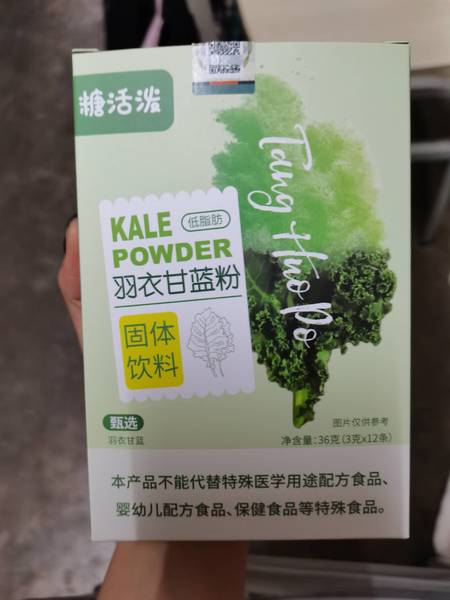 糖活泼
Tang Huo Po
KALE
低脂肪
POWDER
羽衣甘蓝粉
固体
饮料
甄选
羽衣甘蓝
图片仅供参考
净含量:36克(3克x12条)
本产品不能代替特殊医学用途配方食品、
婴幼儿配方食品、保健食品等特殊食品。